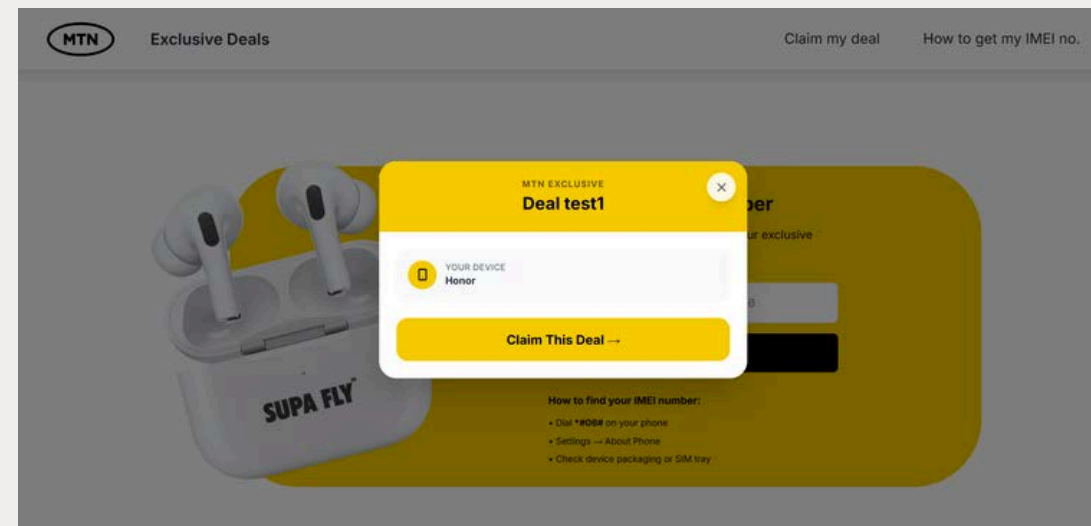 MTN
Exclusive Deals
Claim my deal
How to get my IMEI no.
MTN EXCLUSIVE
Deal test1
ur exclusive
YOUR DEVICE
Honor
Claim This Deal →
SUPA FLY™
How to find your IMEI number:
• Dial *#06# on your phone
• Settings → About Phone
• Check device packaging or SIM tray